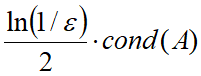 ln(1/ε)/2 · cond(A)